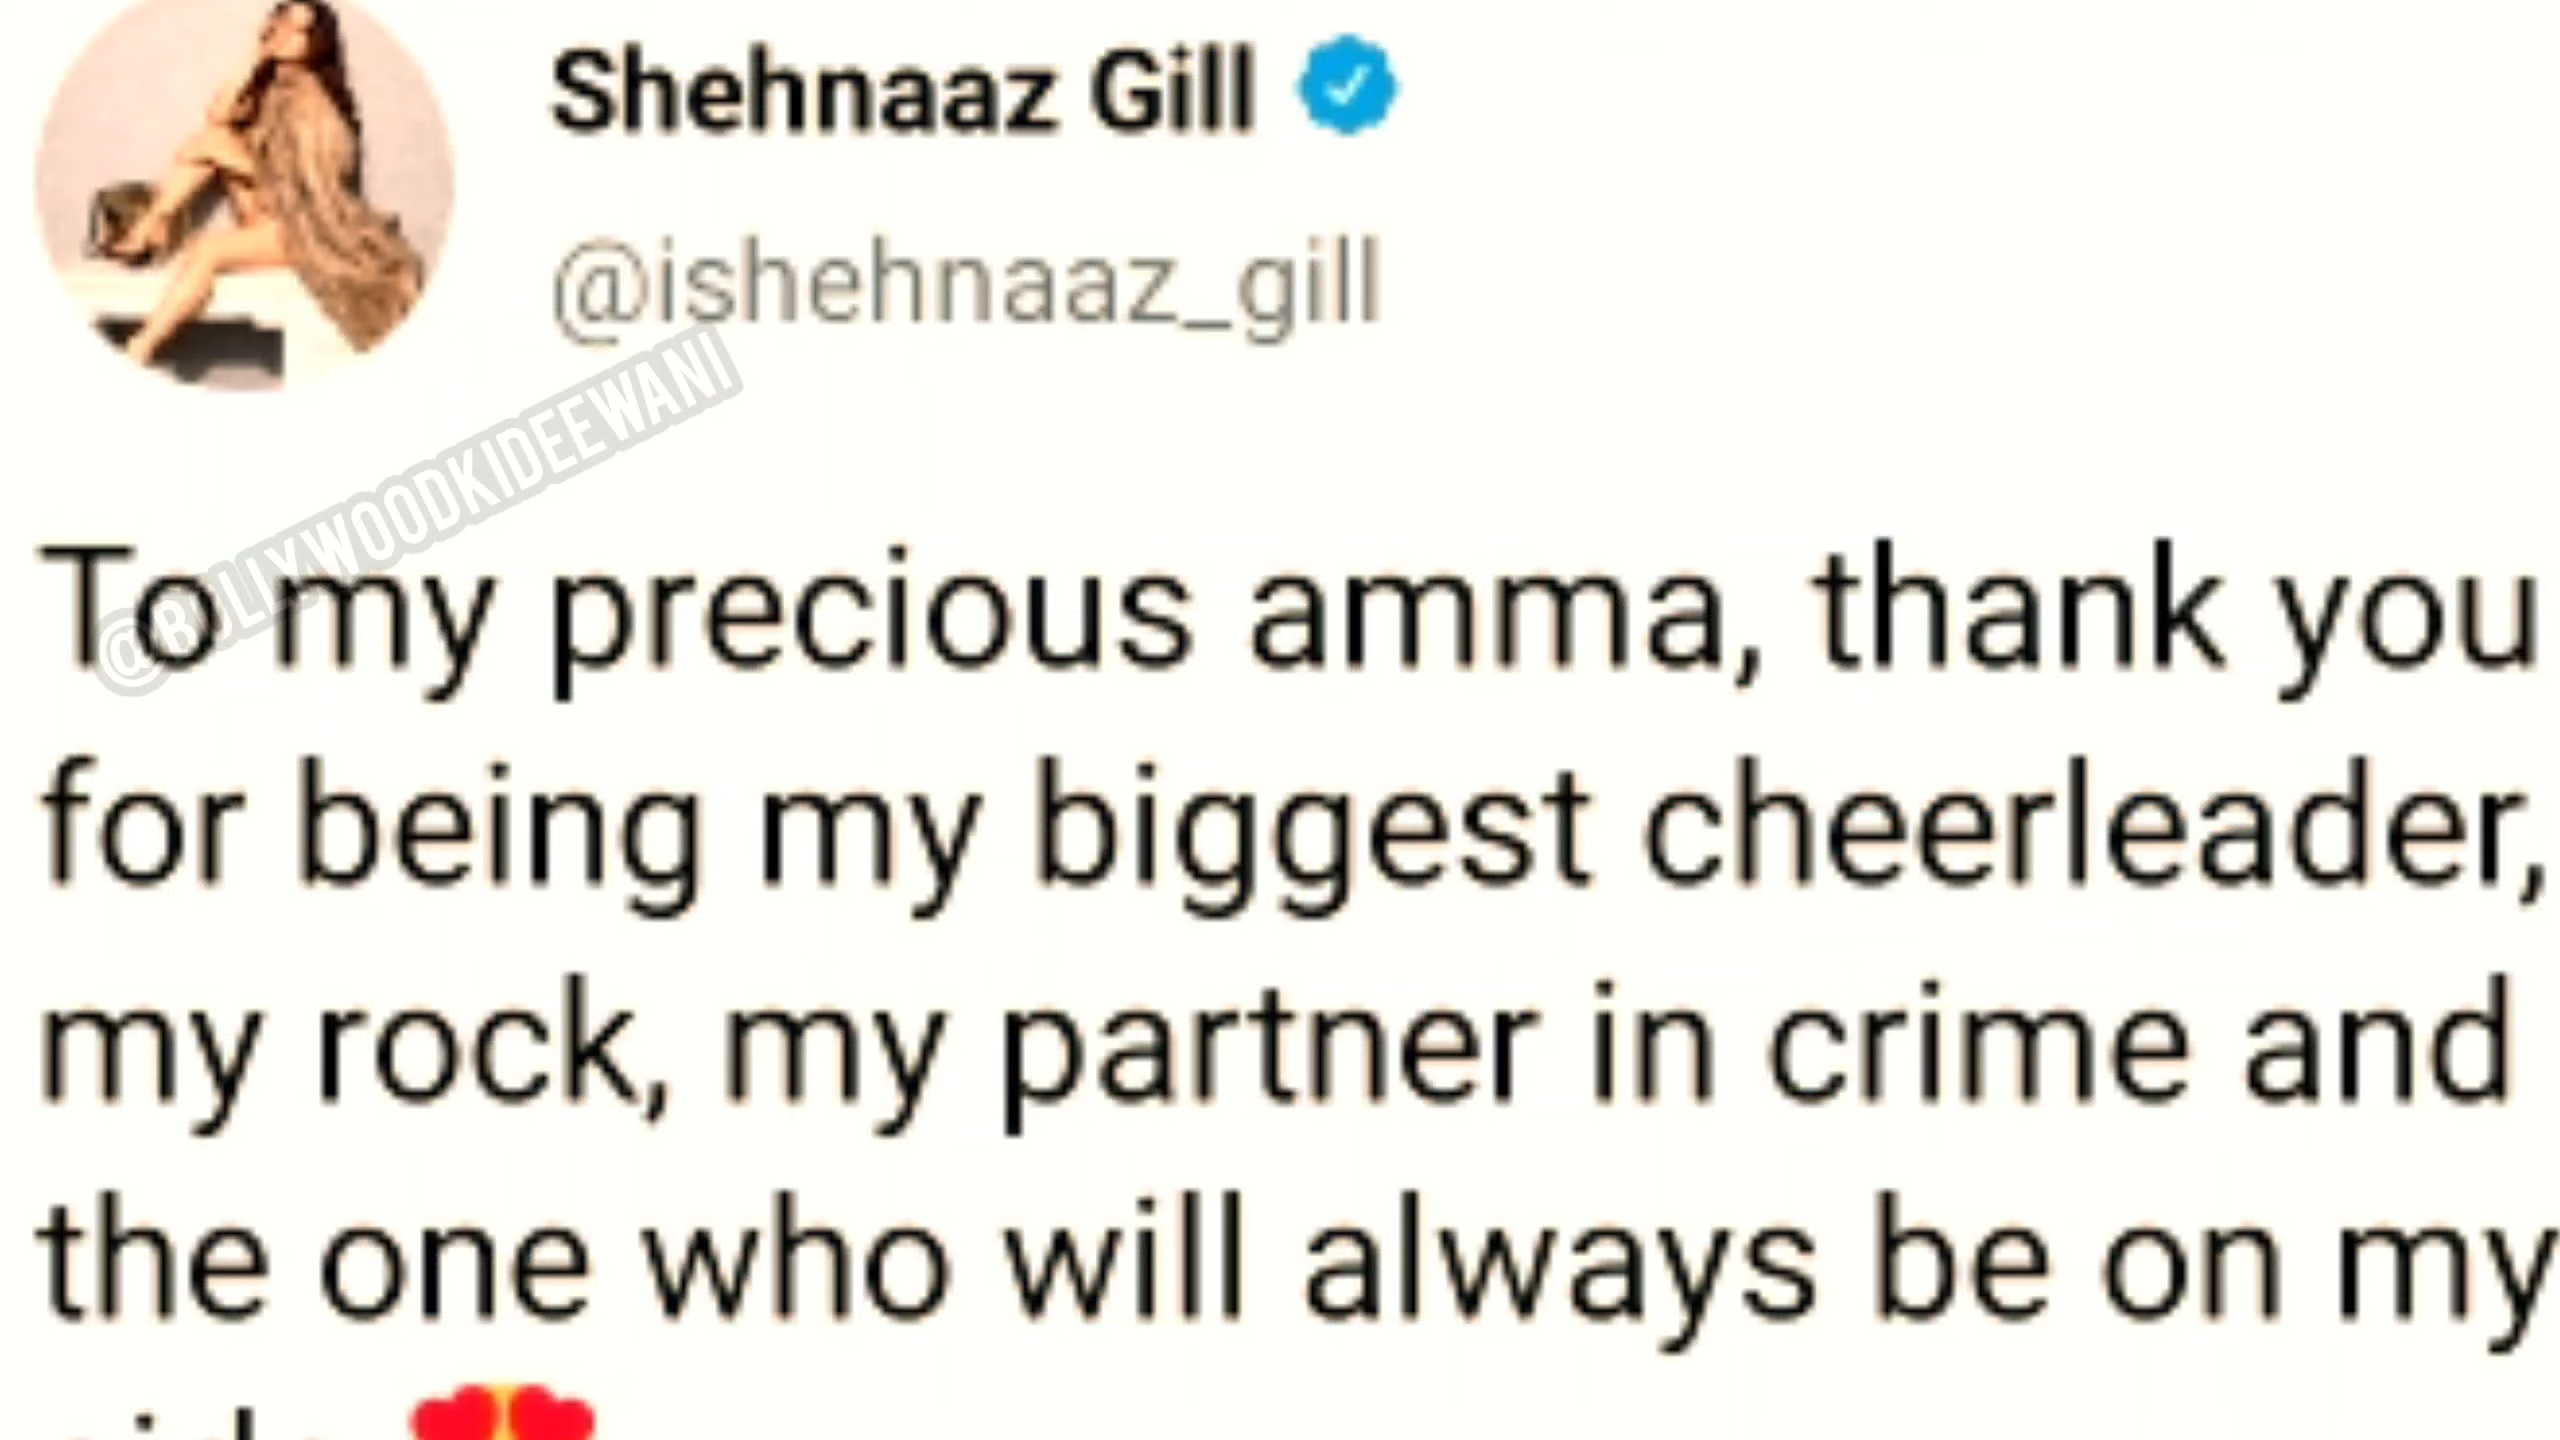 Shehnaaz Gill
@ishehnaaz_gill
@BOLLYWOODKIDEEWANI
To my precious amma, thank you
for being my biggest cheerleader,
my rock, my partner in crime and
the one who will always be on my
side 😍